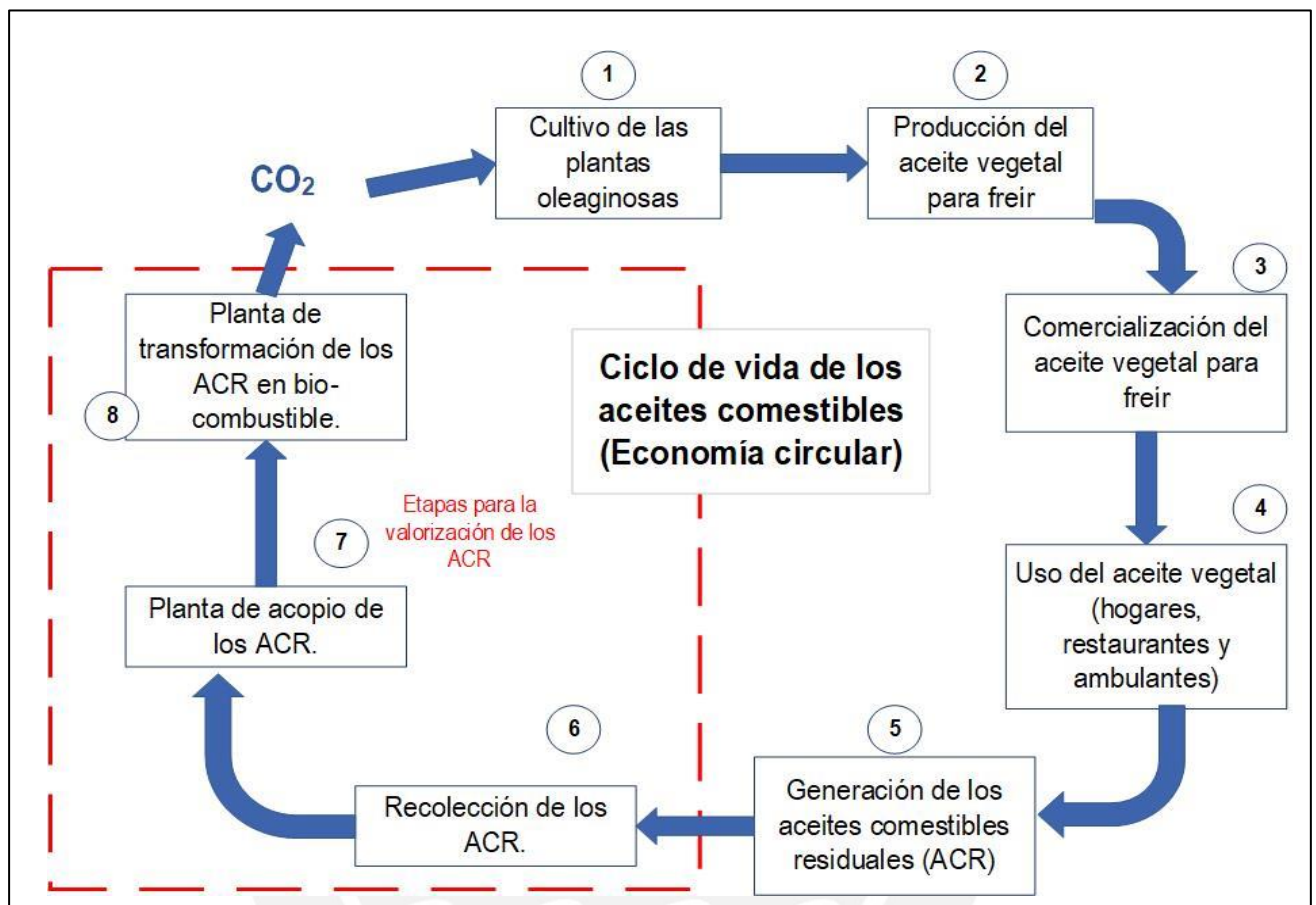 1
Cultivo de las
plantas
oleaginosas
2
Producción del
aceite vegetal
para freír
3
Comercialización del
aceite vegetal para
freír
4
Uso del aceite vegetal
(hogares,
restaurantes y
ambulantes)
5
Generación de los
aceites comestibles
residuales (ACR)
6
Recolección de los
ACR.
7
Planta de acopio de
los ACR.
8
Planta de
transformación de los
ACR en bio-
combustible.
CO₂
Ciclo de vida de los
aceites comestibles
(Economía circular)
Etapas para la
valorización de los
ACR